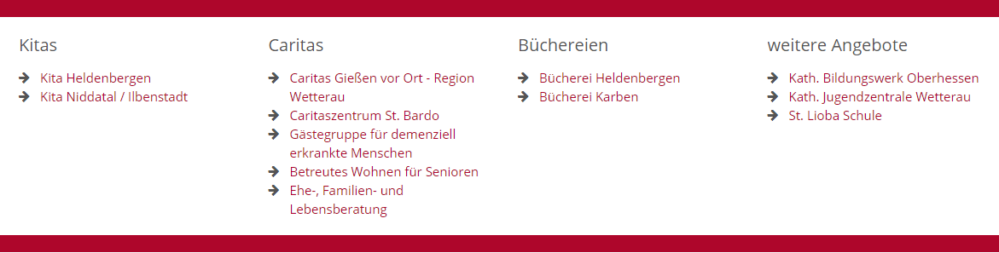 Kitas
Kita Heldenbergen
Kita Niddatal / Ilbenstadt
Caritas
Caritas Gießen vor Ort - Region
Wetterau
Caritaszentrum St. Bardo
Gästegruppe für demenziell
erkrankte Menschen
Betreutes Wohnen für Senioren
Ehe-, Familien- und
Lebensberatung
Büchereien
Bücherei Heldenbergen
Bücherei Karben
weitere Angebote
Kath. Bildungswerk Oberhessen
Kath. Jugendzentrale Wetterau
St. Lioba Schule